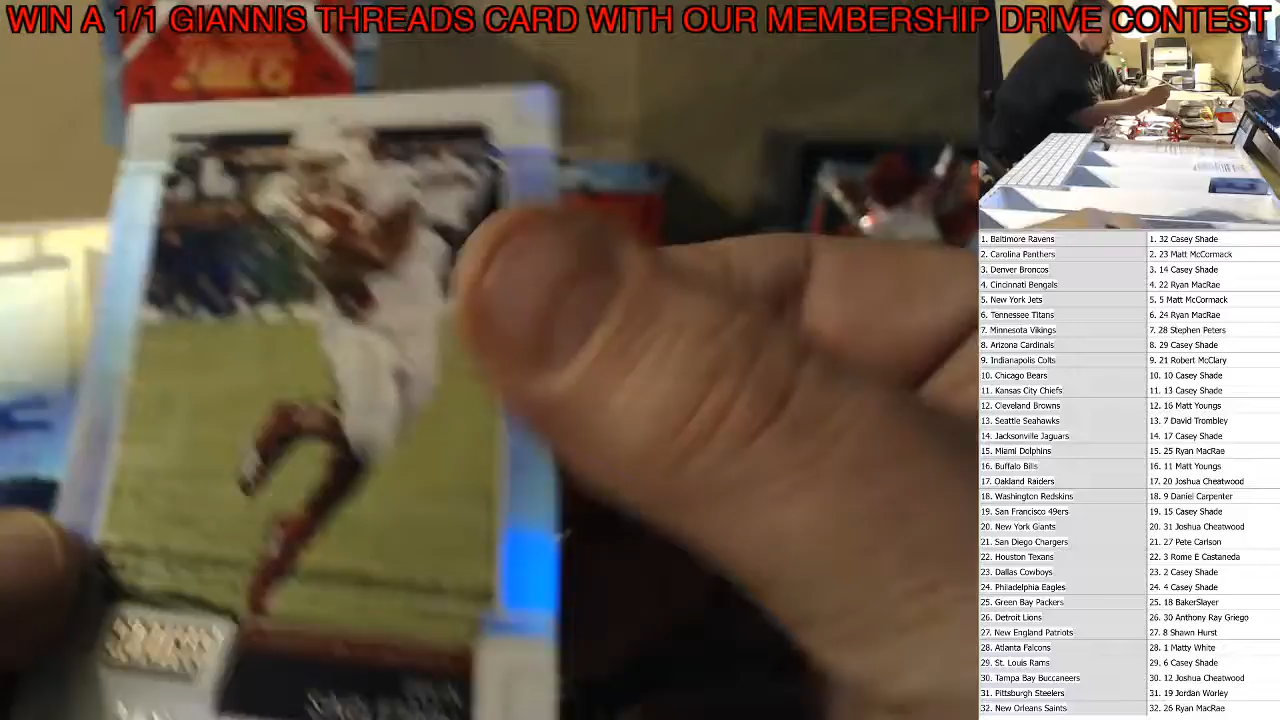 WIN A 1/1 GIANNIS THREADS CARD WITH OUR MEMBERSHIP DRIVE CONTEST
1. Baltimore Ravens 1. 32 Casey Shade
2. Carolina Panthers 2. 23 Matt McCormack
3. Denver Broncos 3. 14 Casey Shade
4. Cincinnati Bengals 4. 22 Ryan MacRae
5. New York Jets 5. 5 Matt McCormack
6. Tennessee Titans 6. 24 Ryan MacRae
7. Minnesota Vikings 7. 28 Stephen Peters
8. Arizona Cardinals 8. 29 Casey Shade
9. Indianapolis Colts 9. 21 Robert McClary
10. Chicago Bears 10. 10 Casey Shade
11. Kansas City Chiefs 11. 13 Casey Shade
12. Cleveland Browns 12. 16 Matt Youngs
13. Seattle Seahawks 13. 7 David Trombley
14. Jacksonville Jaguars 14. 17 Casey Shade
15. Miami Dolphins 15. 25 Ryan MacRae
16. Buffalo Bills 16. 11 Matt Youngs
17. Oakland Raiders 17. 20 Joshua Cheatwood
18. Washington Redskins 18. 9 Daniel Carpenter
19. San Francisco 49ers 19. 15 Casey Shade
20. New York Giants 20. 31 Joshua Cheatwood
21. San Diego Chargers 21. 27 Pete Carlson
22. Houston Texans 22. 3 Rome E Castaneda
23. Dallas Cowboys 23. 2 Casey Shade
24. Philadelphia Eagles 24. 4 Casey Shade
25. Green Bay Packers 25. 18 BakerSlayer
26. Detroit Lions 26. 30 Anthony Ray Griego
27. New England Patriots 27. 8 Shawn Hurst
28. Atlanta Falcons 28. 1 Matty White
29. St. Louis Rams 29. 6 Casey Shade
30. Tampa Bay Buccaneers 30. 12 Joshua Cheatwood
31. Pittsburgh Steelers 31. 19 Jordan Worley
32. New Orleans Saints 32. 26 Ryan MacRae